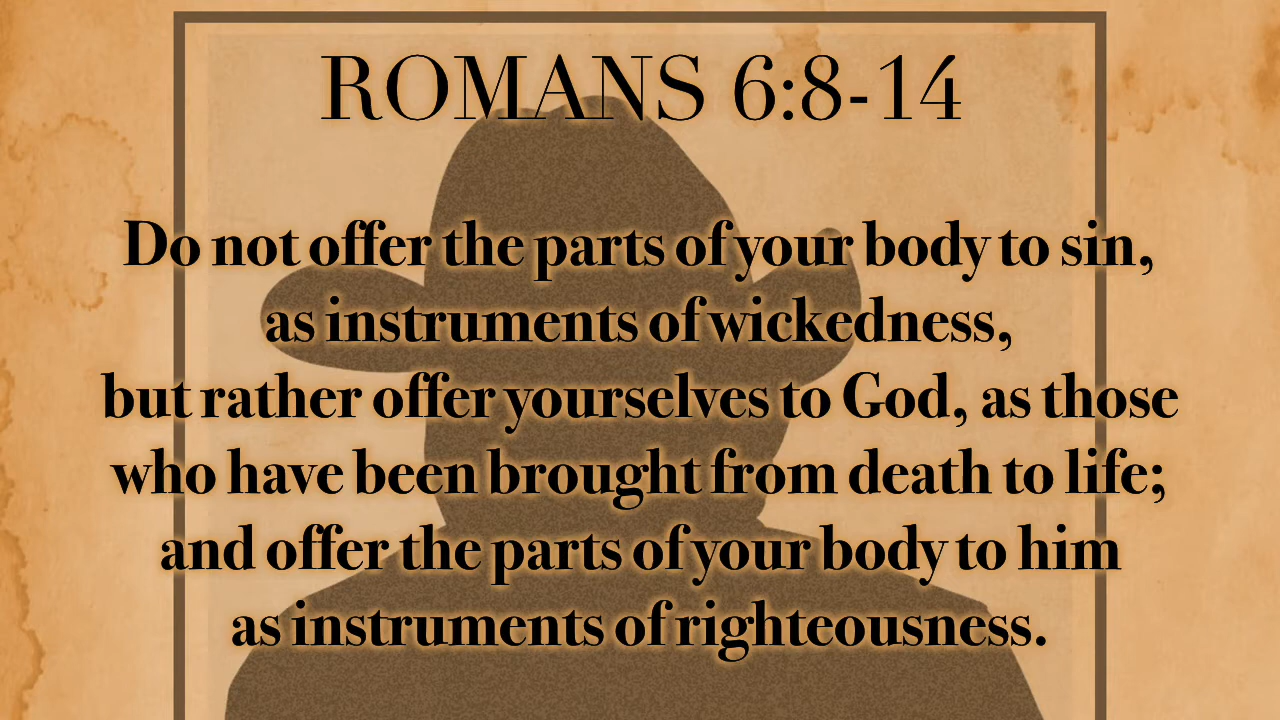 ROMANS 6:8-14
Do not offer the parts of your body to sin,
as instruments of wickedness,
but rather offer yourselves to God, as those
who have been brought from death to life;
and offer the parts of your body to him
as instruments of righteousness.